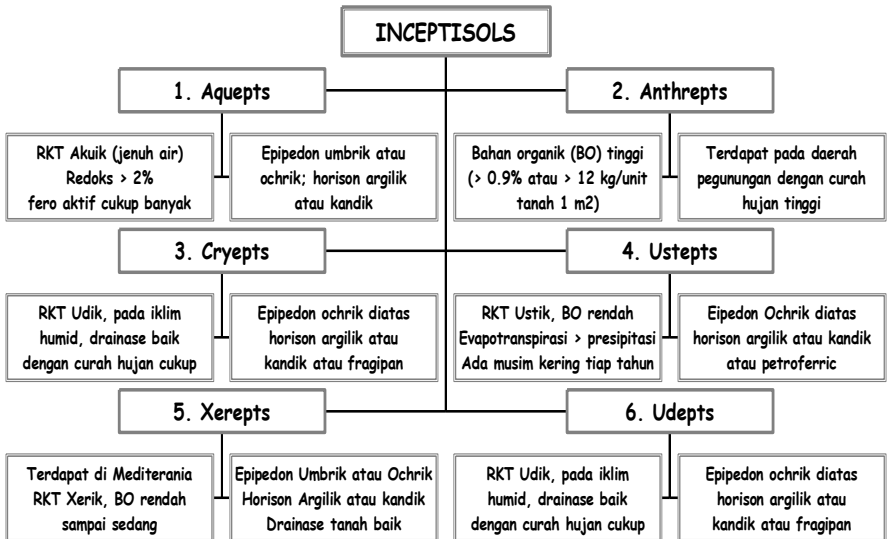 INCEPTISOLS
1. Aquepts
2. Anthrepts
RKT Akuik (jenuh air)
Redoks > 2%
fero aktif cukup banyak
Epipedon umbrik atau
ochrik; horison argilik
atau kandik
Bahan organik (BO) tinggi
(> 0.9% atau > 12 kg/unit
tanah 1 m2)
Terdapat pada daerah
pegunungan dengan curah
hujan tinggi
3. Cryepts
4. Ustepts
RKT Udik, pada iklim
humid, drainase baik
dengan curah hujan cukup
Epipedon ochrik diatas
horison argilik atau
kandik atau fragipan
RKT Ustik, BO rendah
Evapotranspirasi > presipitasi
Ada musim kering tiap tahun
Eipedon Ochrik diatas
horison argilik atau kandik
atau petroferric
5. Xerepts
6. Udepts
Terdapat di Mediterania
RKT Xerik, BO rendah
sampai sedang
Epipedon Umbrik atau Ochrik
Horison Argilik atau kandik
Drainase tanah baik
RKT Udik, pada iklim
humid, drainase baik
dengan curah hujan cukup
Epipedon ochrik diatas
horison argilik atau
kandik atau fragipan